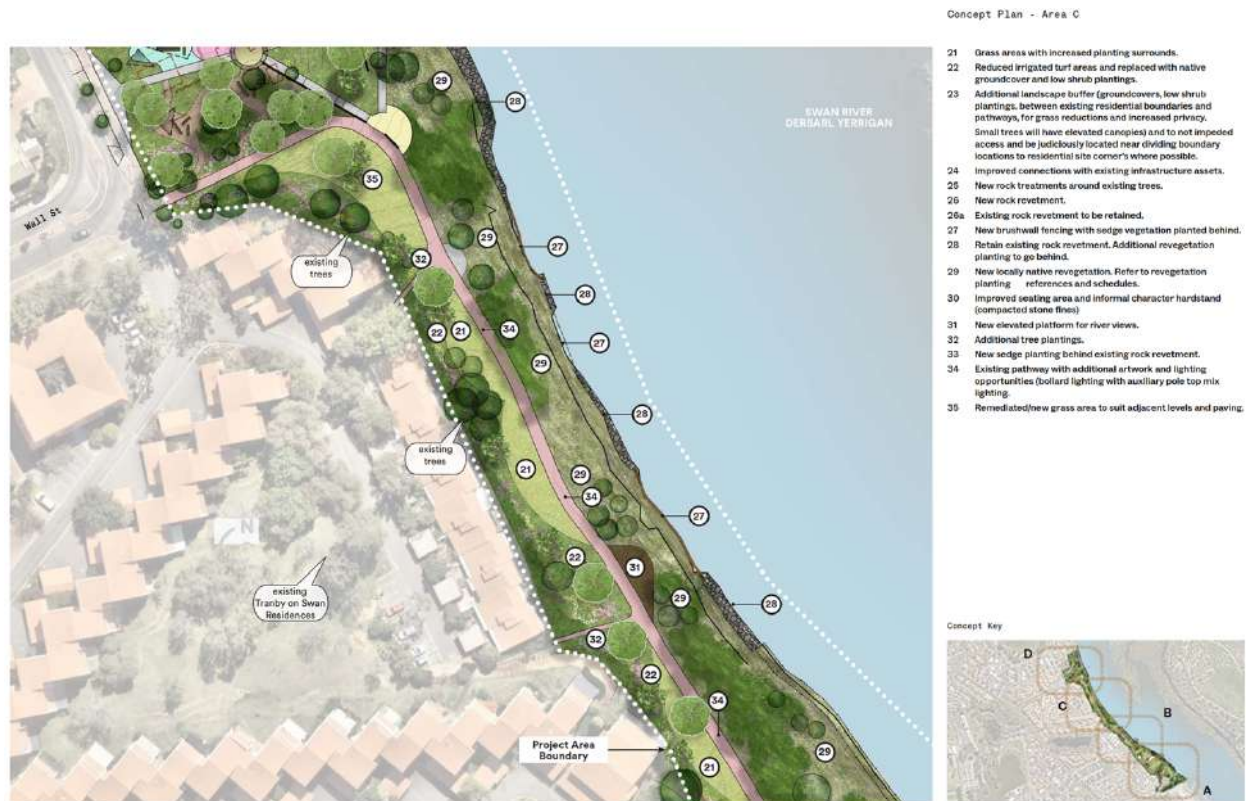 Concept Plan - Area C
21 Grass areas with increased planting surrounds.
22 Reduced irrigated turf areas and replaced with native
groundcover and low shrub plantings.
23 Additional landscape buffer (groundcovers, low shrub
plantings, between existing residential boundaries and
pathways, for grass reductions and increased privacy.
Small trees will have elevated canopies) and to not impeded
access and be judiciously located near dividing boundary
locations to residential site corner's where possible.
24 Improved connections with existing infrastructure assets.
25 New rock treatments around existing trees.
26 New rock revetment.
26a Existing rock revetment to be retained.
27 New brushwall fencing with sedge vegetation planted behind.
28 Retain existing rock revetment. Additional revegetation
planting to go behind.
29 New locally native revegetation. Refer to revegetation
planting references and schedules.
30 Improved seating area and informal character hardstand
(compacted stone fines)
31 New elevated platform for river views.
32 Additional tree plantings.
33 New sedge planting behind existing rock revetment.
34 Existing pathway with additional artwork and lighting
opportunities (bollard lighting with auxiliary pole top mix
lighting.
35 Remediated/new grass area to suit adjacent levels and paving.
29
28
SWAN RIVER
DERBARL YERRIGAN
35
Wall St
29
27
32
existing
trees
28
22 21
34
27
29
28
existing
trees
21
29
34
27
N
22
31
existing
Tranby on Swan
Residences
29
28
32
22
34
Project Area
Boundary
29
21
Concept Key
D
C
B
A